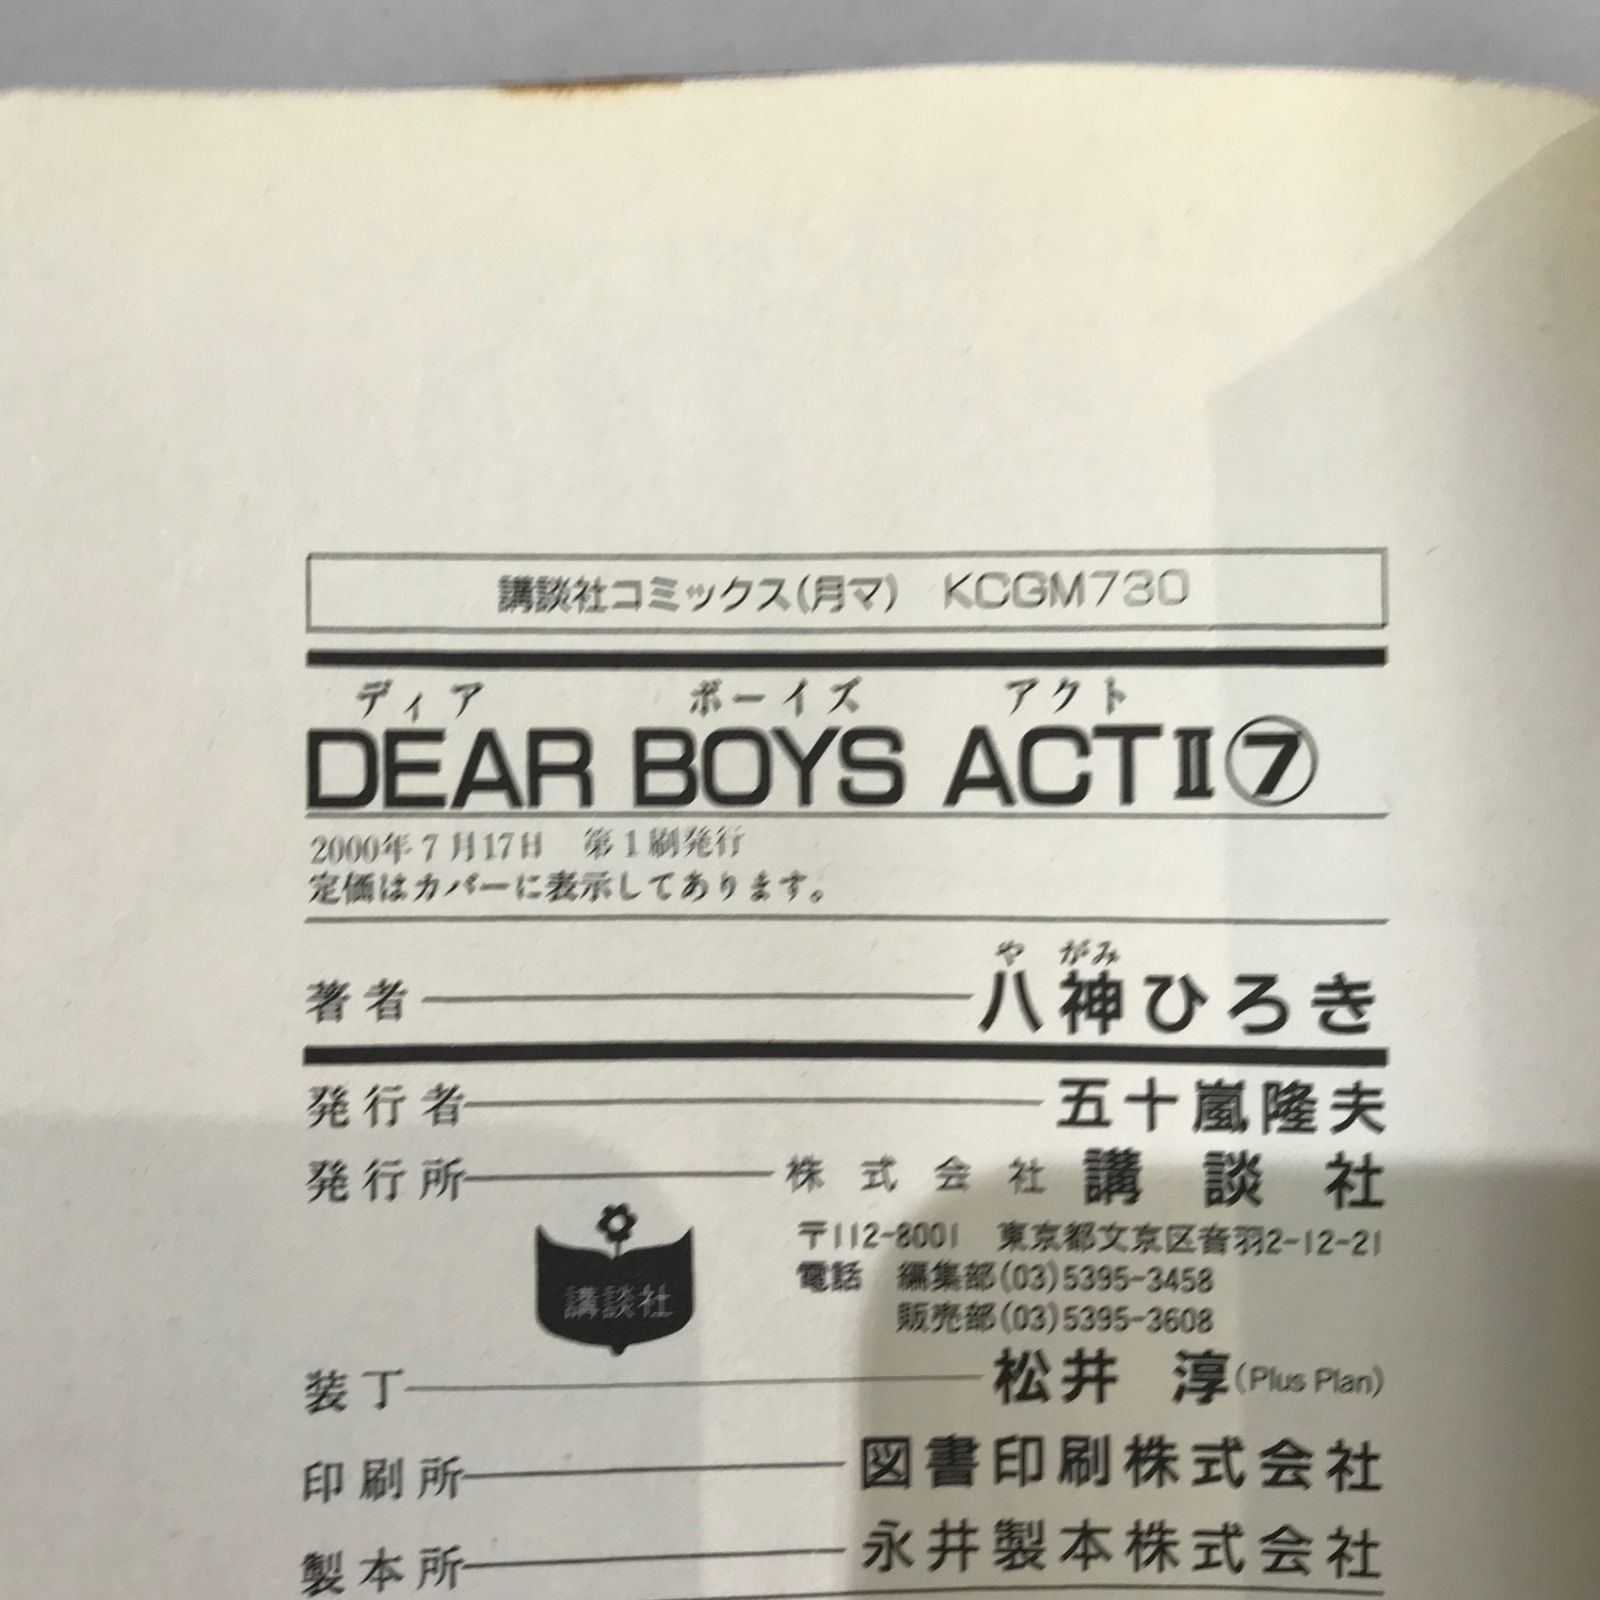 講談社コミックス(月マ) KCGM730
ディア ボーイズ アクト
DEAR BOYS ACTⅡ⑦
2000年7月17日 第1刷発行
定価はカバーに表示してあります。
や がみ
著者 八神ひろき
発行者 五十嵐隆夫
発行所 株式会社 講談社
〒112-8001 東京都文京区音羽2-12-21
電話 編集部(03)5395-3458
販売部(03)5395-3608
講談社
装丁 松井 淳(Plus Plan)
印刷所 図書印刷株式会社
製本所 永井製本株式会社